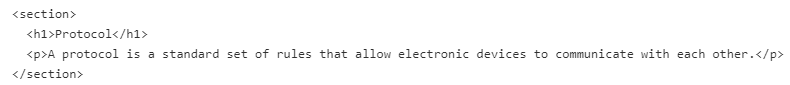 <section>
<h1>Protocol</h1>
<p>A protocol is a standard set of rules that allow electronic devices to communicate with each other.</p>
</section>